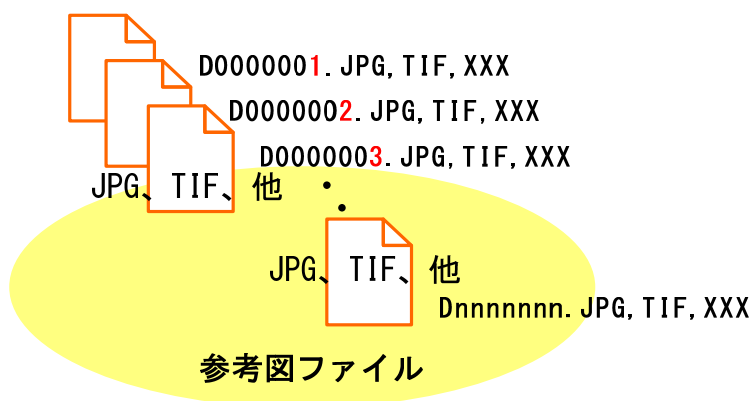 D0000001.JPG,TIF,XXX
D0000002.JPG,TIF,XXX
D0000003.JPG,TIF,XXX
JPG、TIF、他
JPG、TIF、他
Dnnnnnnn.JPG,TIF,XXX
参考図ファイル